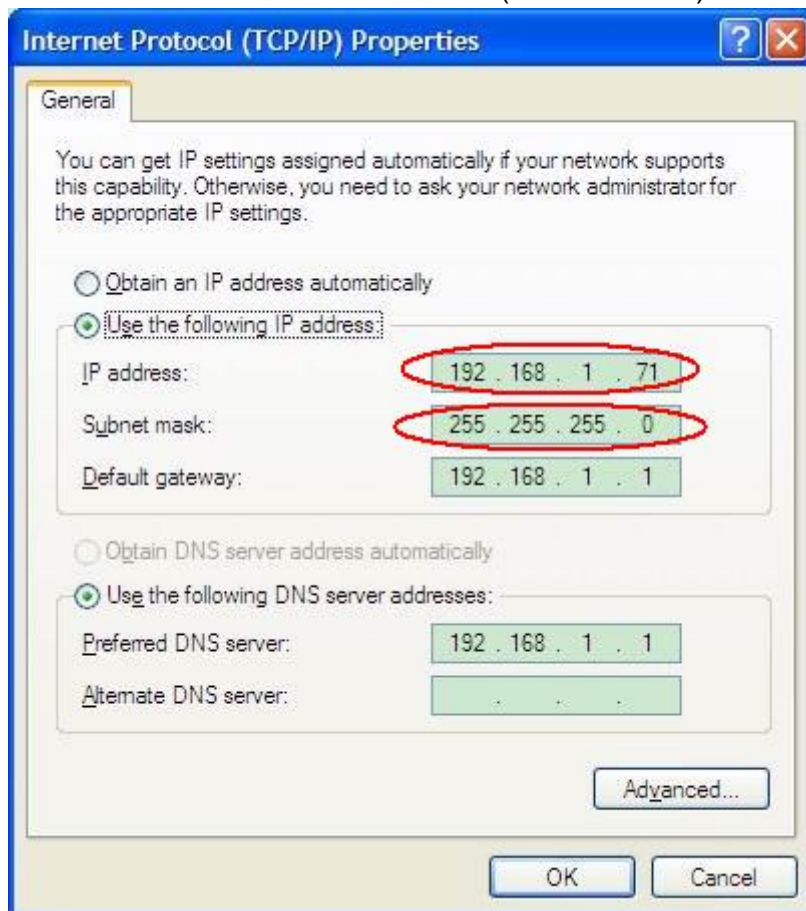 Internet Protocol (TCP/IP) Properties
General
You can get IP settings assigned automatically if your network supports
this capability. Otherwise, you need to ask your network administrator for
the appropriate IP settings.
Obtain an IP address automatically
Use the following IP address:
IP address: 192 . 168 . 1 . 71
Subnet mask: 255 . 255 . 255 . 0
Default gateway: 192 . 168 . 1 . 1
Obtain DNS server address automatically
Use the following DNS server addresses:
Preferred DNS server: 192 . 168 . 1 . 1
Alternate DNS server: . . .
Advanced...
OK Cancel